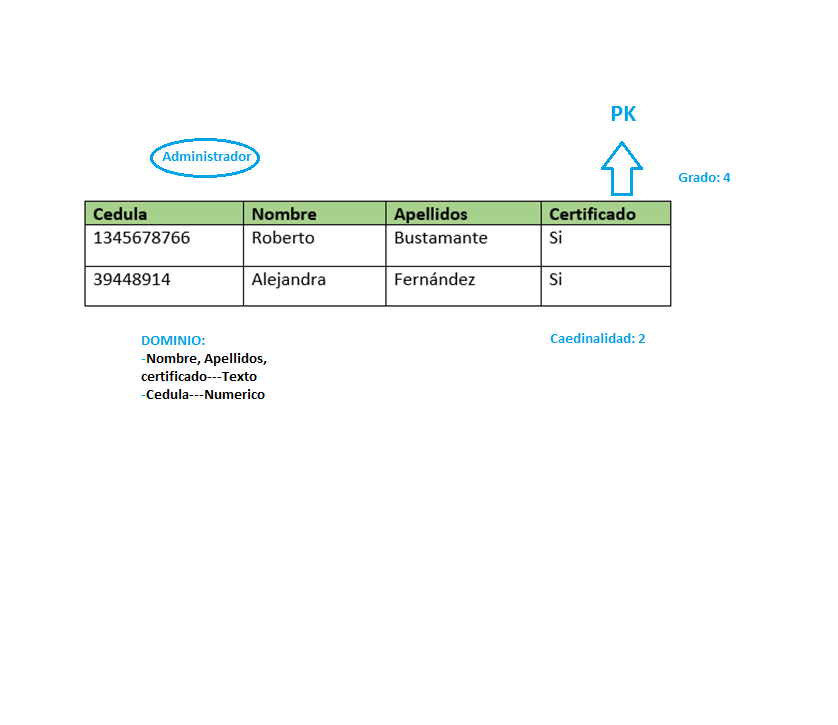 PK
Administrador
Grado: 4
Cedula Nombre Apellidos Certificado
1345678766 Roberto Bustamante Si
39448914 Alejandra Fernández Si
DOMINIO:
-Nombre, Apellidos,
certificado---Texto
-Cedula---Numerico
Caedinalidad: 2